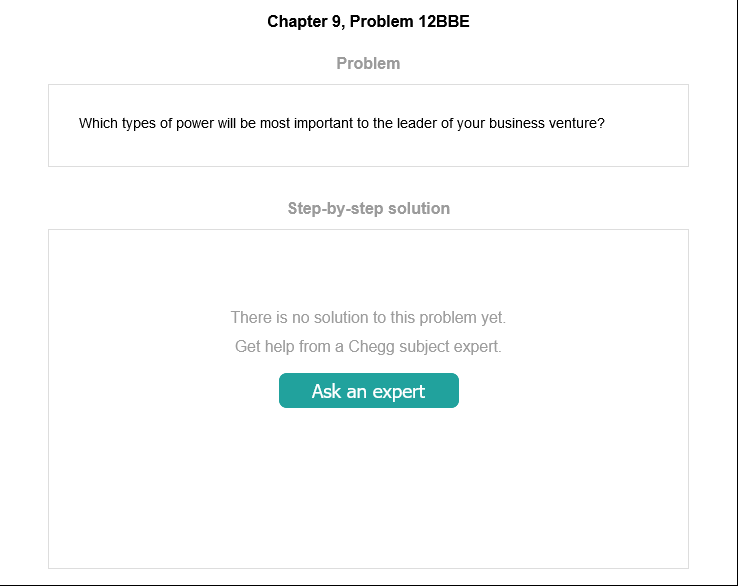 Chapter 9, Problem 12BBE
Problem
Which types of power will be most important to the leader of your business venture?
Step-by-step solution
There is no solution to this problem yet.
Get help from a Chegg subject expert.
Ask an expert